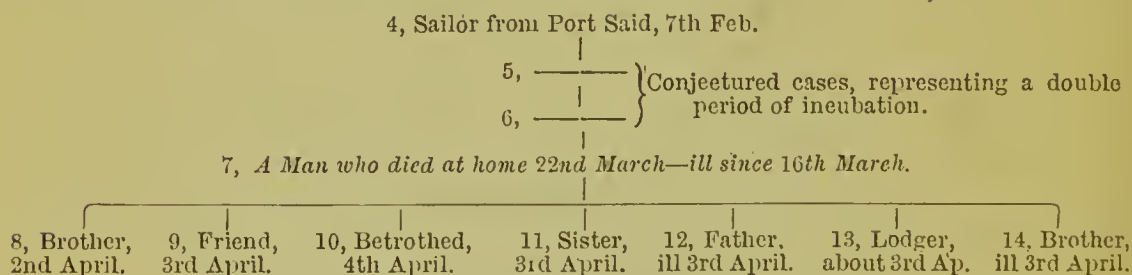 4, Sailor from Port Said, 7th Feb.
5, ——— Conjectured cases, representing a double
6, ——— period of incubation.
7, A Man who died at home 22nd March—ill since 16th March.
8, Brother, 9, Friend, 10, Betrothed, 11, Sister, 12, Father, 13, Lodger, 14, Brother,
2nd April. 3rd April. 4th April. 3rd April. ill 3rd April. about 3rd Ap. ill 3rd April.